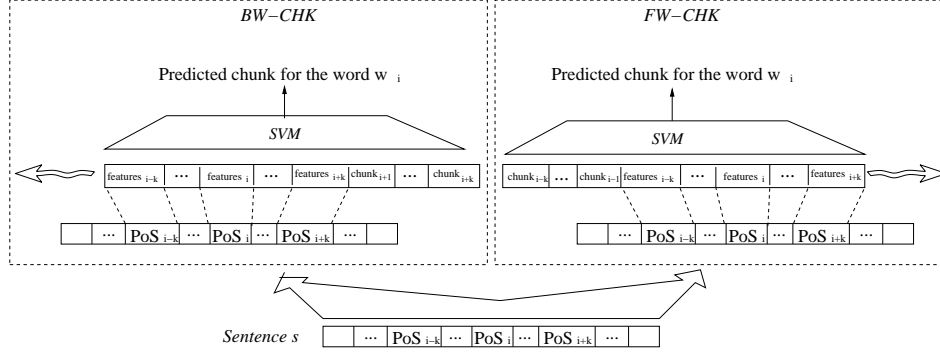 BW−CHK
Predicted chunk for the word w i
SVM
features i−k ... features i ... features i+k chunk i+1 ... chunk i+k
... PoS i−k ... PoS i ... PoS i+k ...
FW−CHK
Predicted chunk for the word w i
SVM
chunk i−k ... chunk i−1 features i−k ... features i ... features i+k
... PoS i−k ... PoS i ... PoS i+k ...
Sentence s ... PoS i−k ... PoS i ... PoS i+k ...